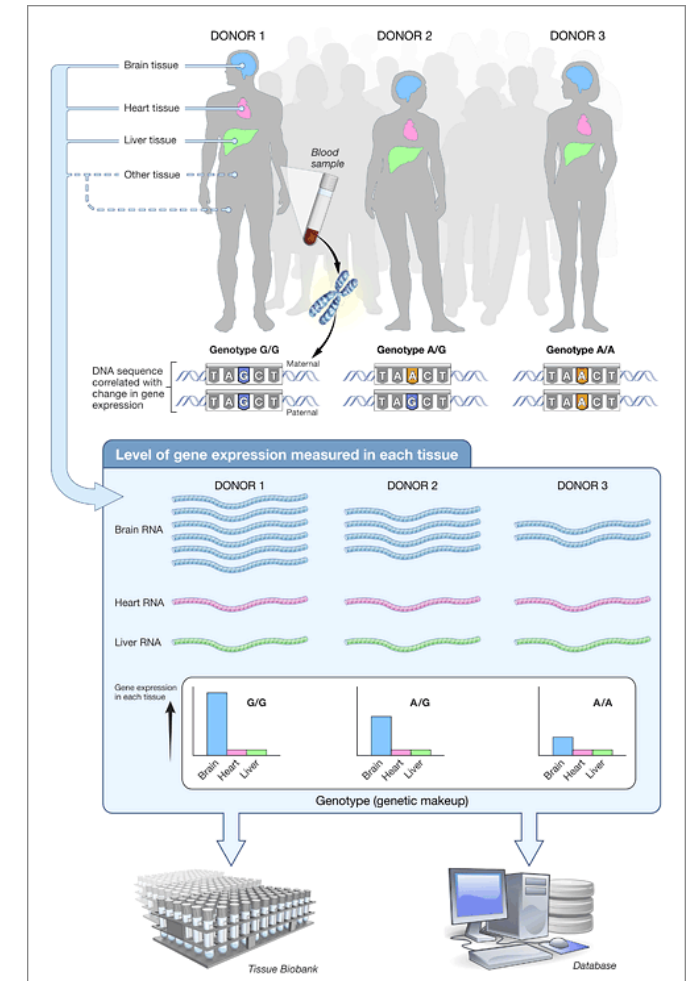 DONOR 1
DONOR 2
DONOR 3
Brain tissue
Heart tissue
Liver tissue
Other tissue
Blood
sample
Genotype G/G
Genotype A/G
Genotype A/A
Maternal
DNA sequence
correlated with
change in gene
expression
T A G C T
T A A C T
T A A C T
T A G C T
T A G C T
T A A C T
Paternal
Level of gene expression measured in each tissue
DONOR 1
DONOR 2
DONOR 3
Brain RNA
Heart RNA
Liver RNA
Gene expression
in each tissue
G/G
A/G
A/A
Brain
Heart
Liver
Brain
Heart
Liver
Brain
Heart
Liver
Genotype (genetic makeup)
Tissue Biobank
Database